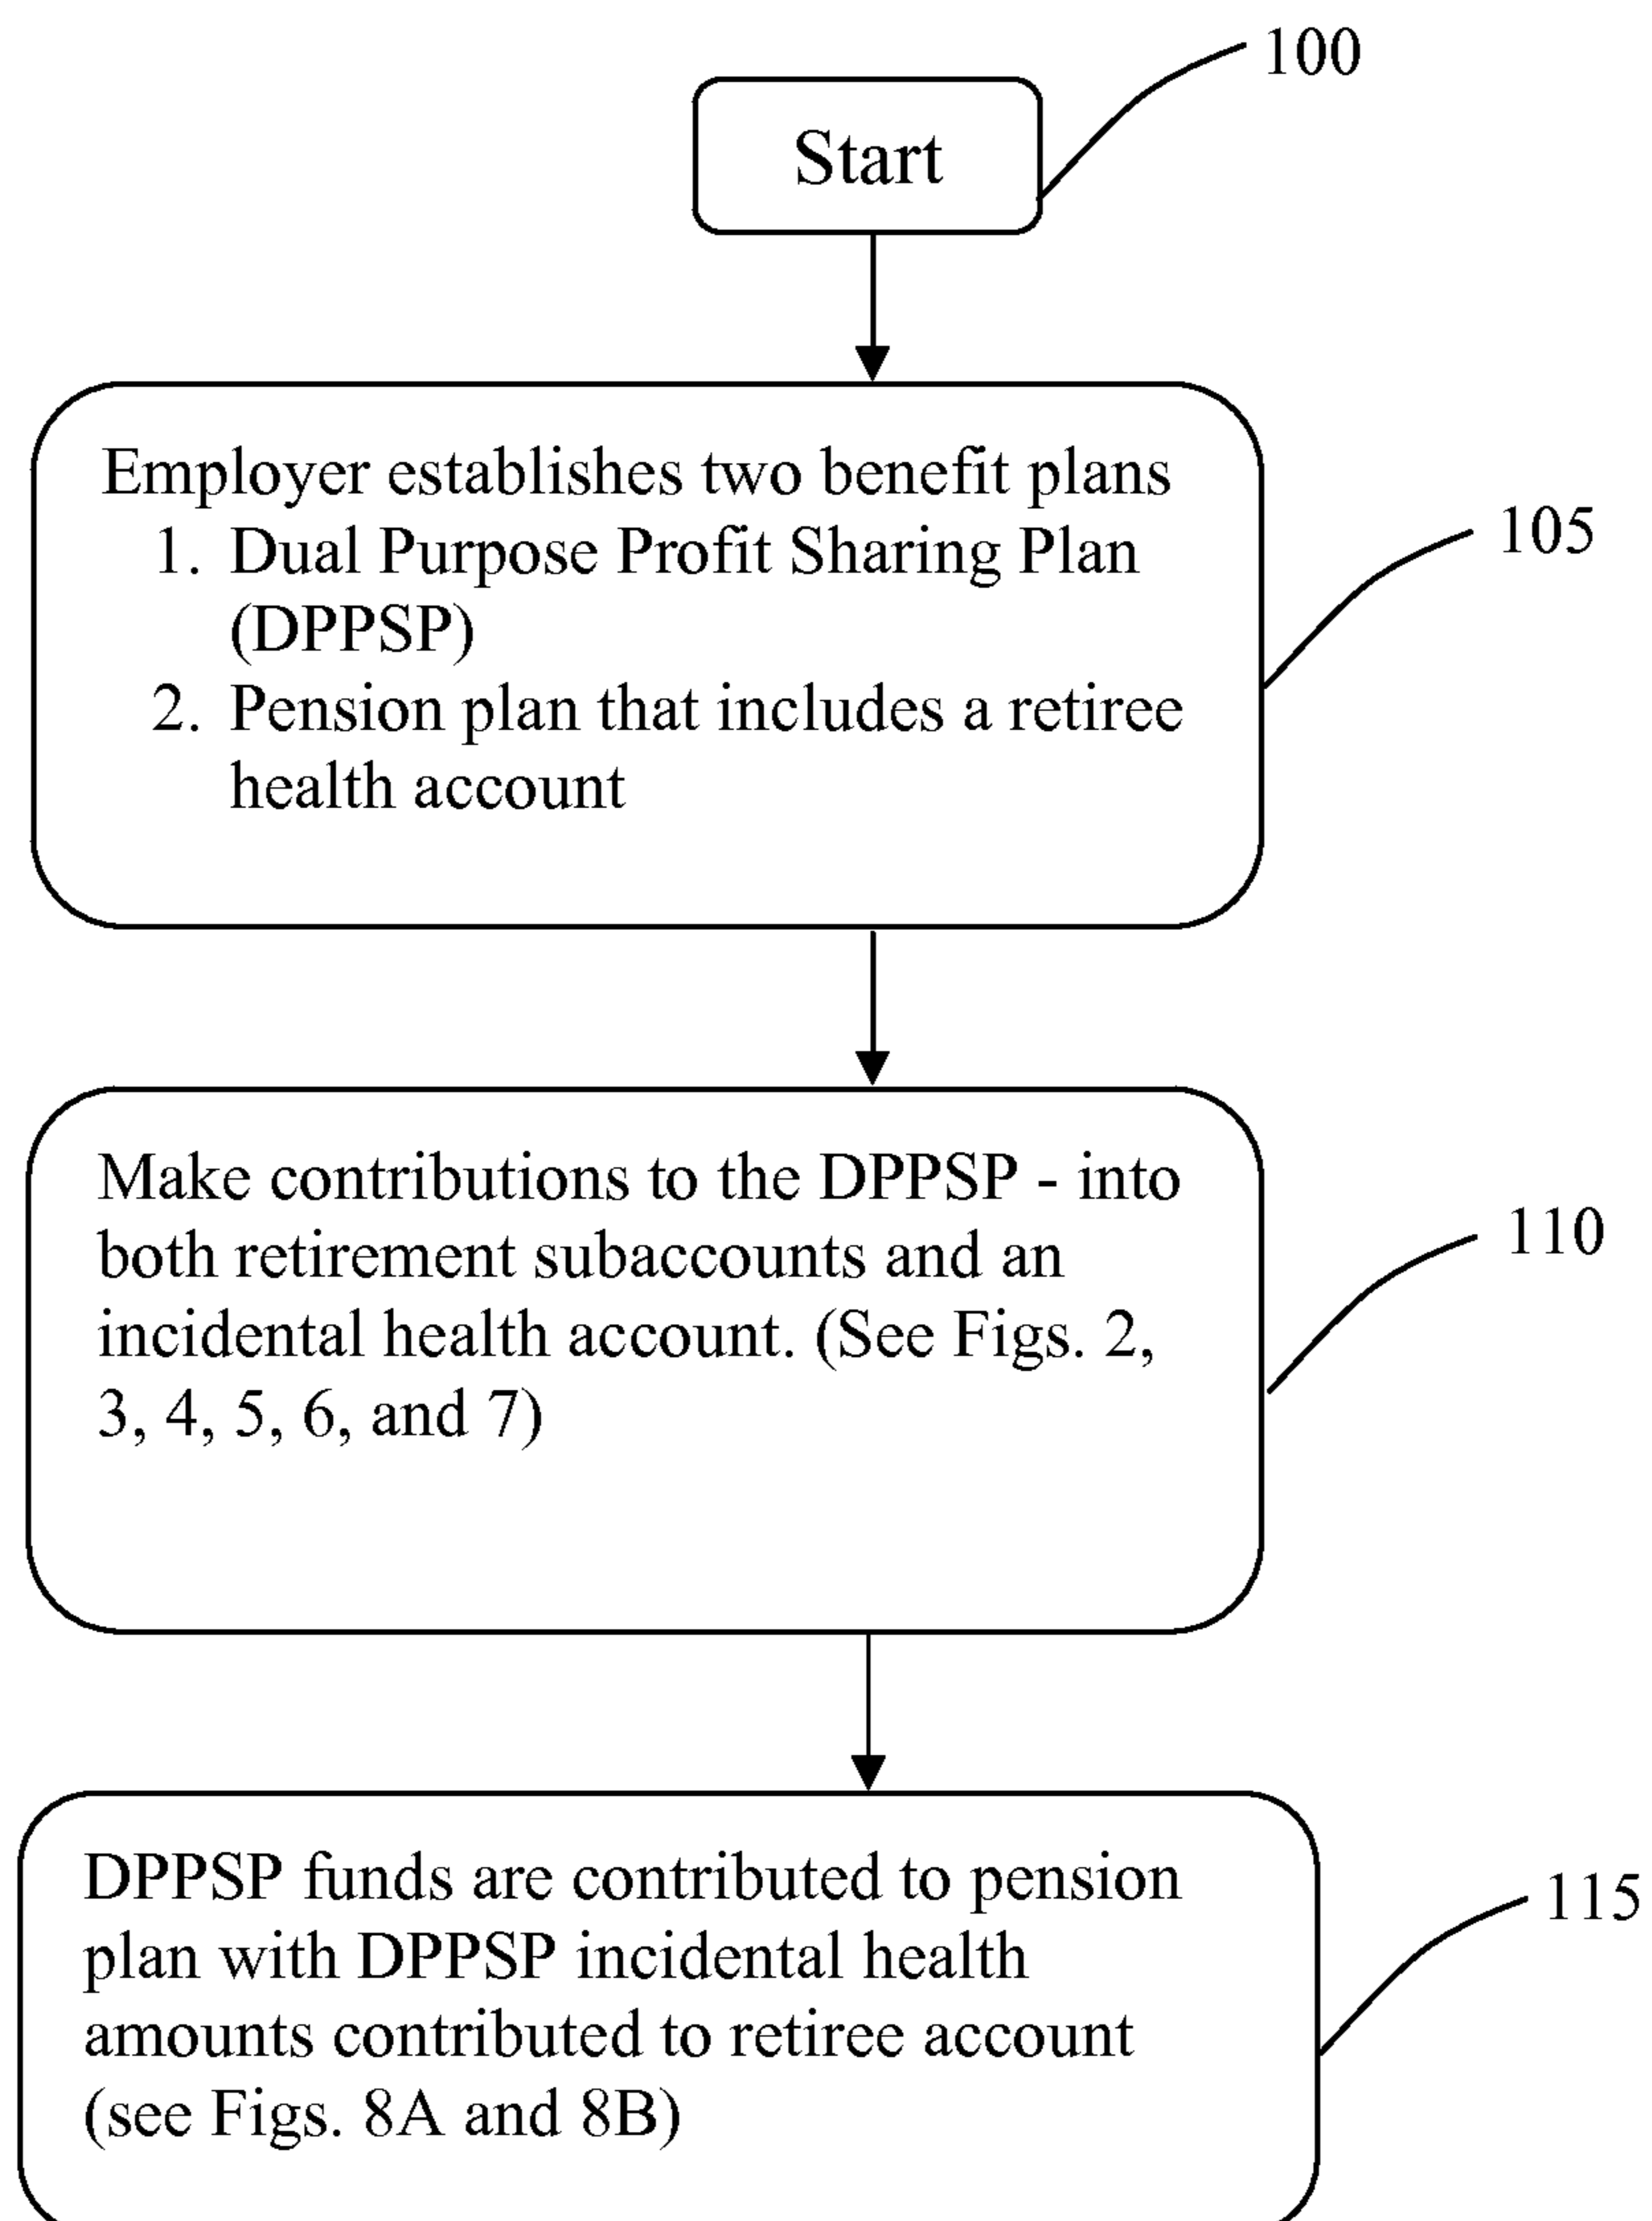 100
Start
Employer establishes two benefit plans
1. Dual Purpose Profit Sharing Plan
(DPPSP)
2. Pension plan that includes a retiree
health account
105
Make contributions to the DPPSP - into
both retirement subaccounts and an
incidental health account. (See Figs. 2,
3, 4, 5, 6, and 7)
110
DPPSP funds are contributed to pension
plan with DPPSP incidental health
amounts contributed to retiree account
(see Figs. 8A and 8B)
115